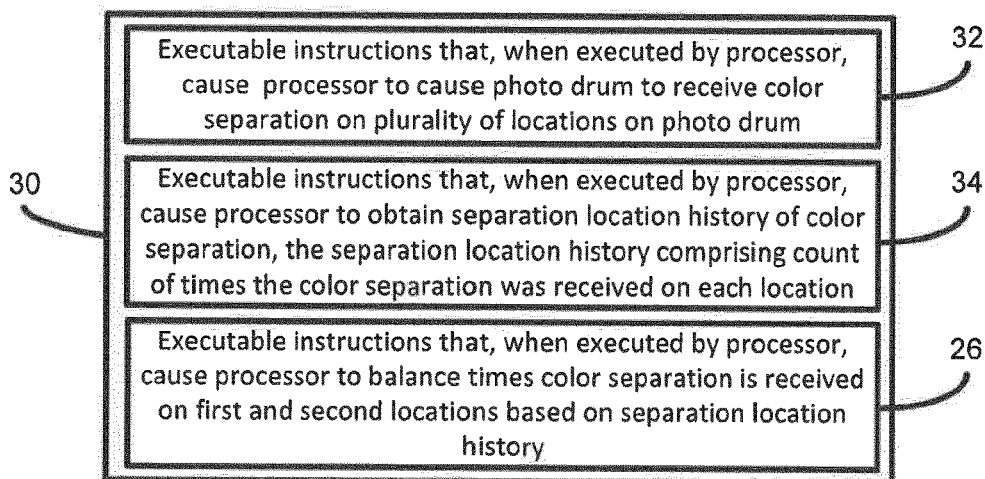 Executable instructions that, when executed by processor,
cause processor to cause photo drum to receive color
separation on plurality of locations on photo drum
32
30
Executable instructions that, when executed by processor,
cause processor to obtain separation location history of color
separation, the separation location history comprising count
of times the color separation was received on each location
34
Executable instructions that, when executed by processor,
cause processor to balance times color separation is received
on first and second locations based on separation location
history
26